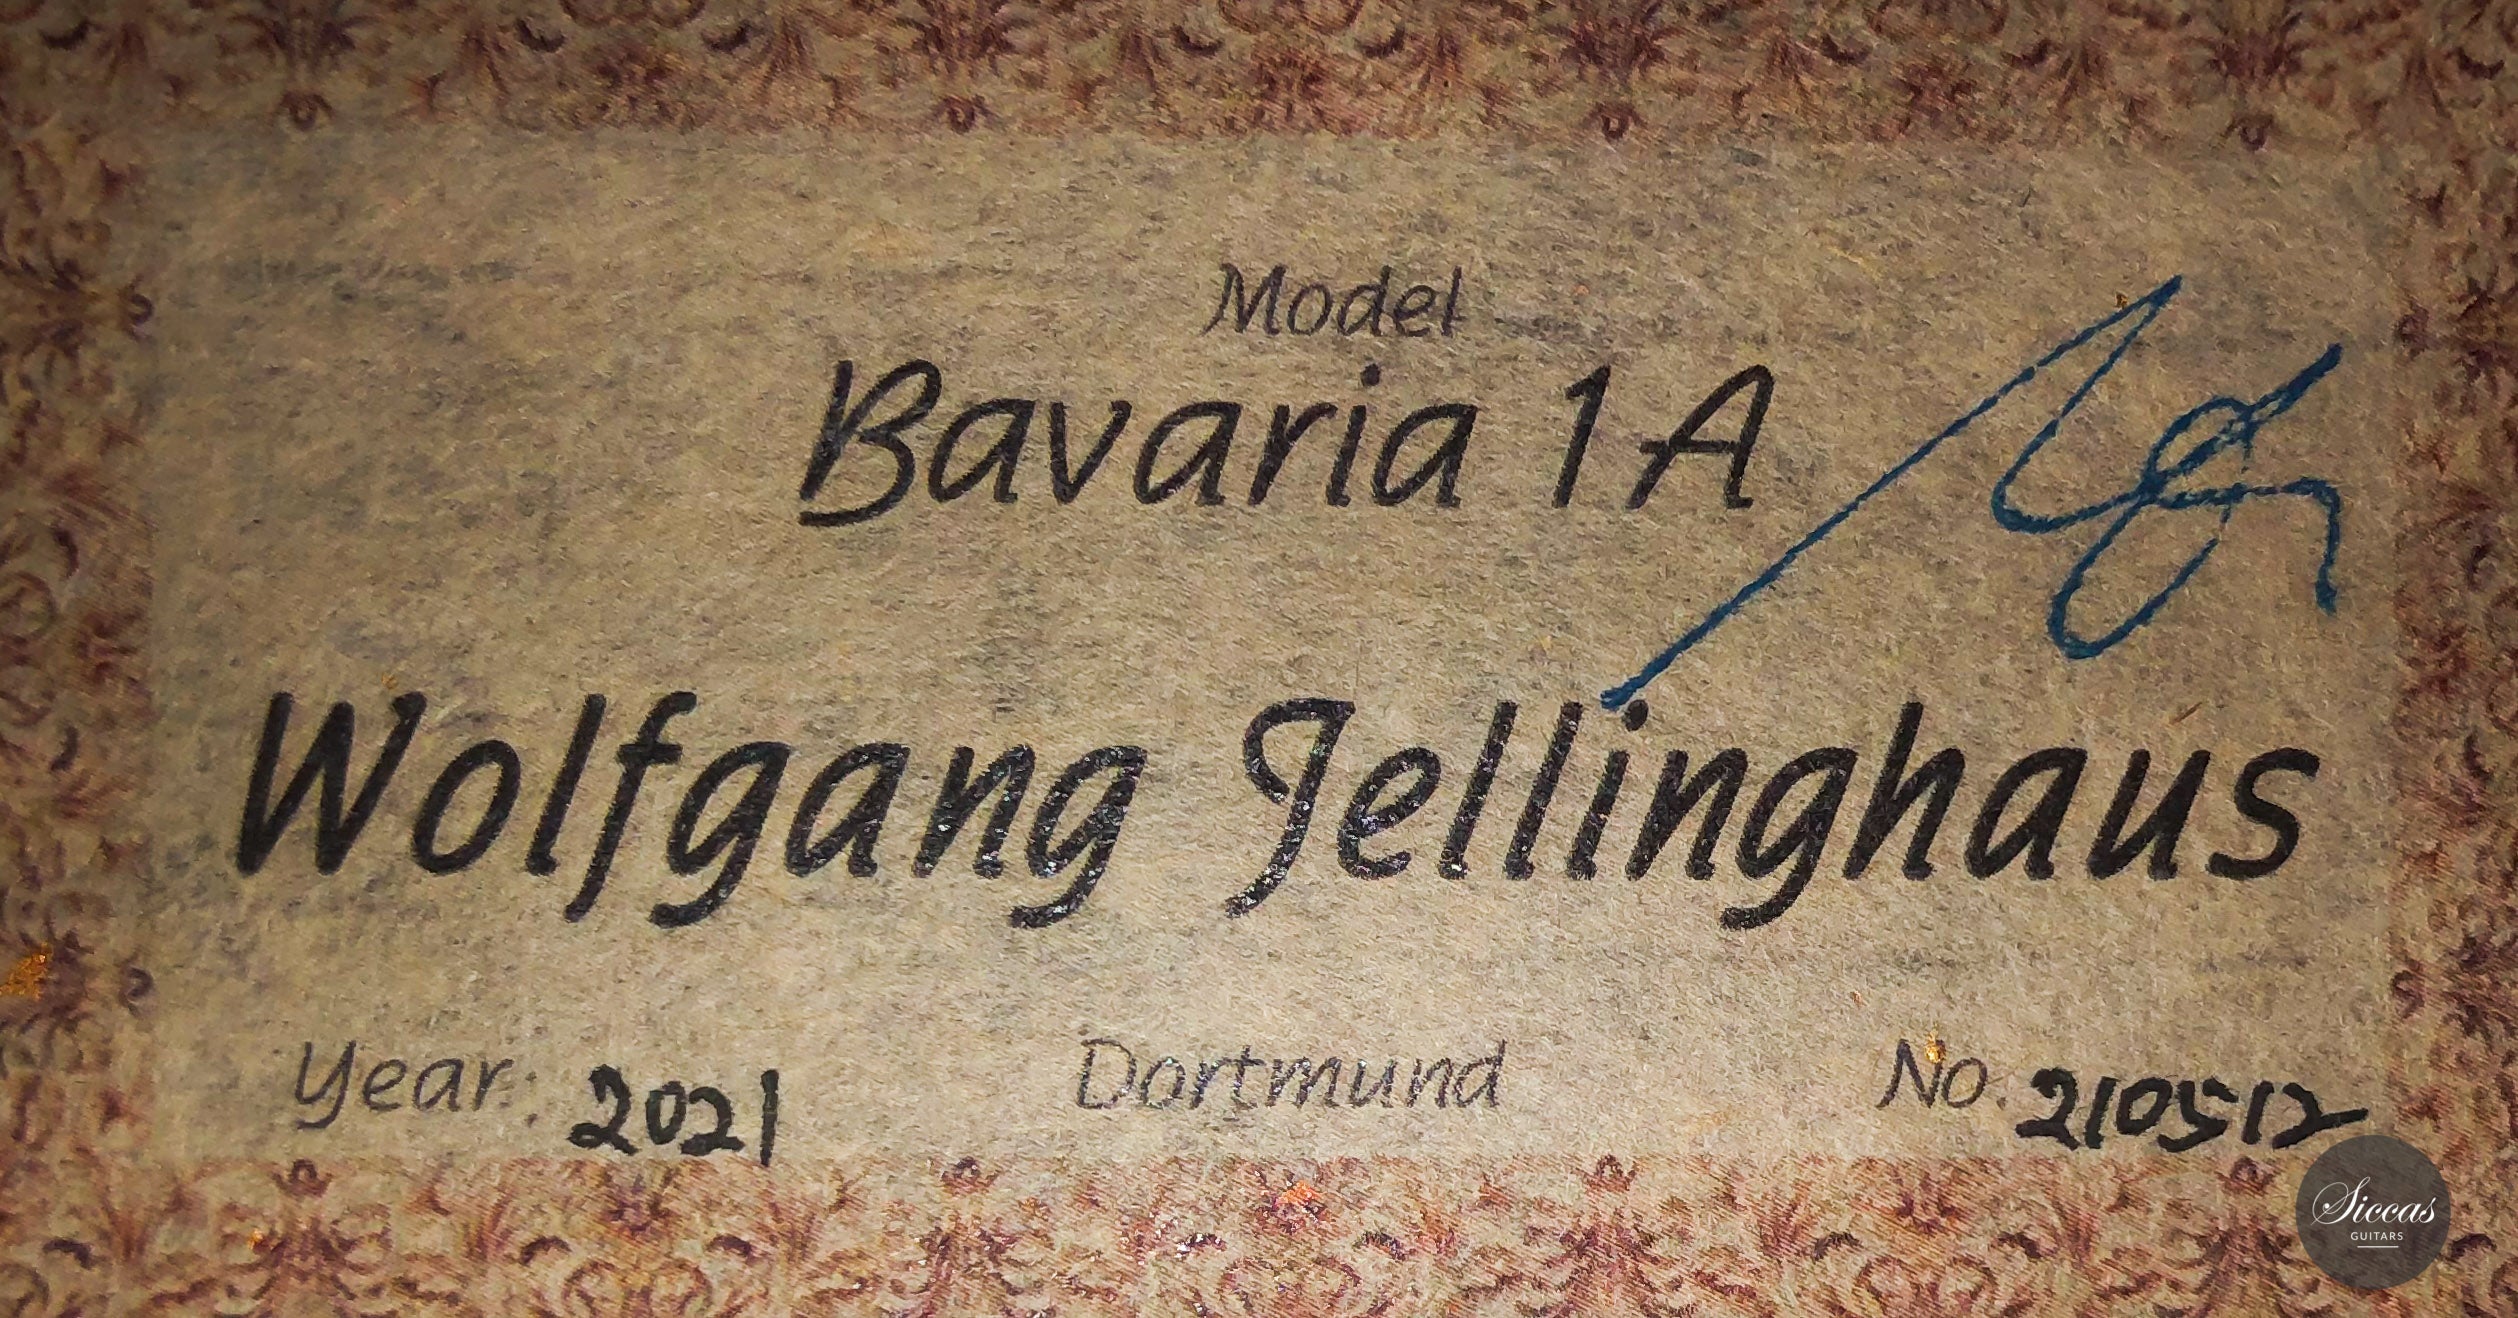 Model
Bavaria 1A
Wolfgang Jellinghaus
Year: 2021 Dortmund No. 210512
Siccas
GUITARS